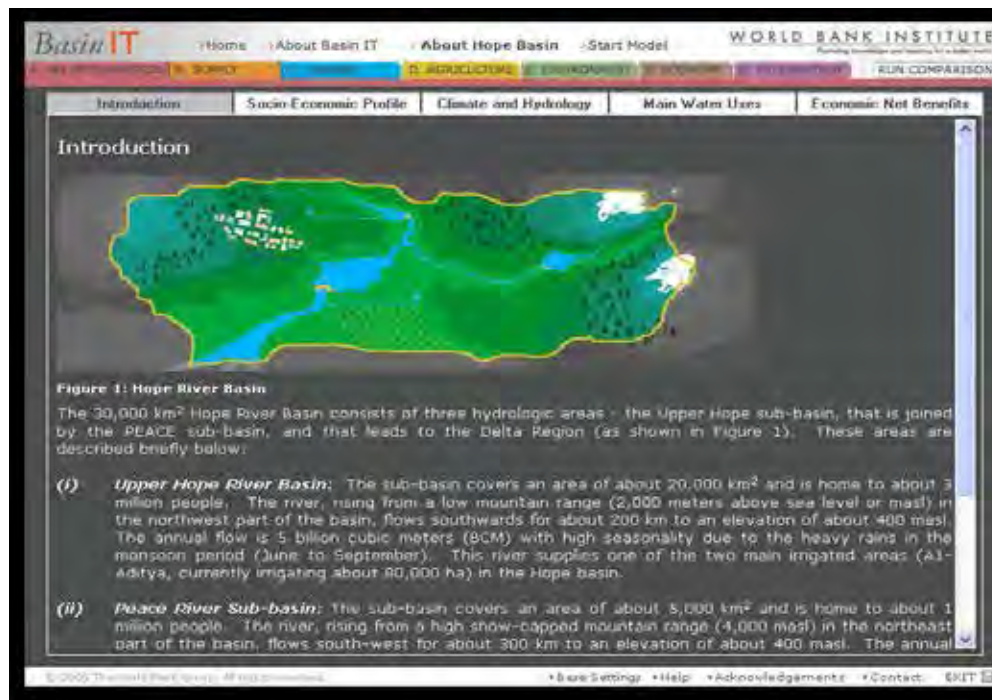 Basin IT
Home About Basin IT About Hope Basin Start Model
WORLD BANK INSTITUTE
B. SUPPLY D. AGRICULTURE RUN COMPARISON
Introduction Socio-Economic Profile Climate and Hydrology Main Water Uses Economic Net Benefits
Introduction
Figure 1: Hope River Basin
The 30,000 km² Hope River Basin consists of three hydrologic areas - the Upper Hope sub-basin, that is joined
by the PEACE sub-basin, and that leads to the Delta Region (as shown in Figure 1). These areas are
described briefly below:
(i) Upper Hope River Basin: The sub-basin covers an area of about 20,000 km² and is home to about 3
million people. The river, rising from a low mountain range (2,000 meters above sea level or masl) in
the northwest part of the basin, flows southwards for about 200 km to an elevation of about 400 masl.
The annual flow is 5 billion cubic meters (BCM) with high seasonality due to the heavy rains in the
monsoon period (June to September). This river supplies one of the two main irrigated areas (A1-
Aditya, currently irrigating about 80,000 ha) in the Hope basin.
(ii) Peace River Sub-basin: The sub-basin covers an area of about km² and is home to about 1
million people. The river, rising from a high snow-capped mountain range (4,000 masl) in the northeast
part of the basin, flows south-west for about 300 km to an elevation of about 400 masl. The annual
Base Settings Help Acknowledgements Contact EXIT